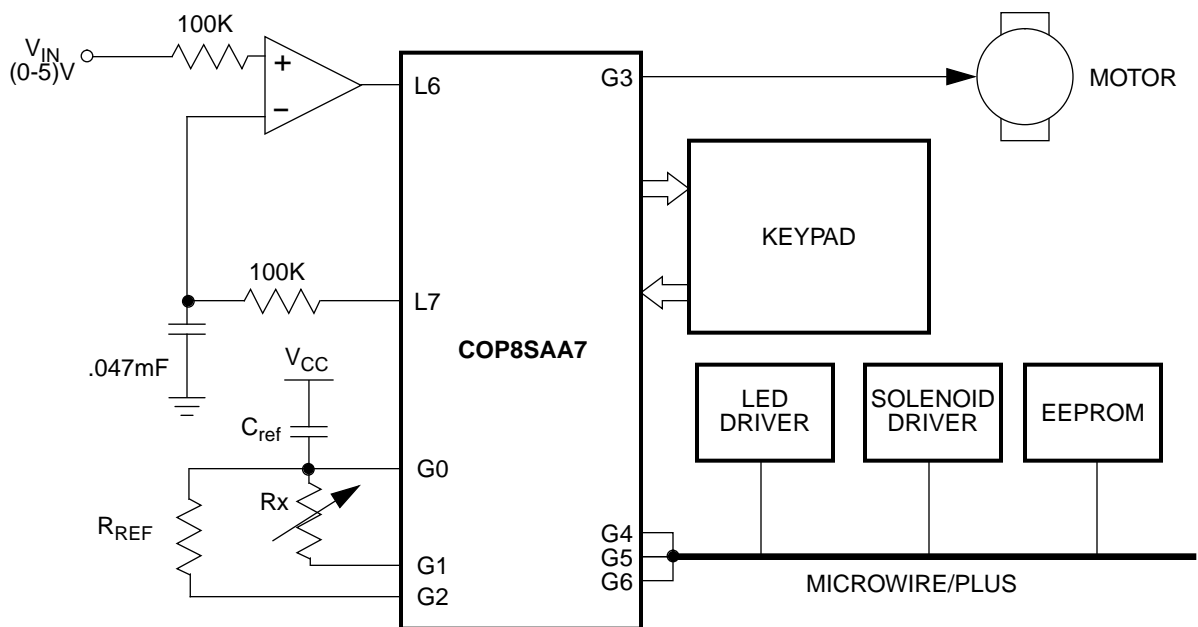 100K
V_IN
(0-5)V
+
−
L6
G3
MOTOR
KEYPAD
100K
L7
COP8SAA7
.047mF
V_CC
C_ref
G0
Rx
R_REF
G1
G2
LED
DRIVER
SOLENOID
DRIVER
EEPROM
G4
G5
G6
MICROWIRE/PLUS